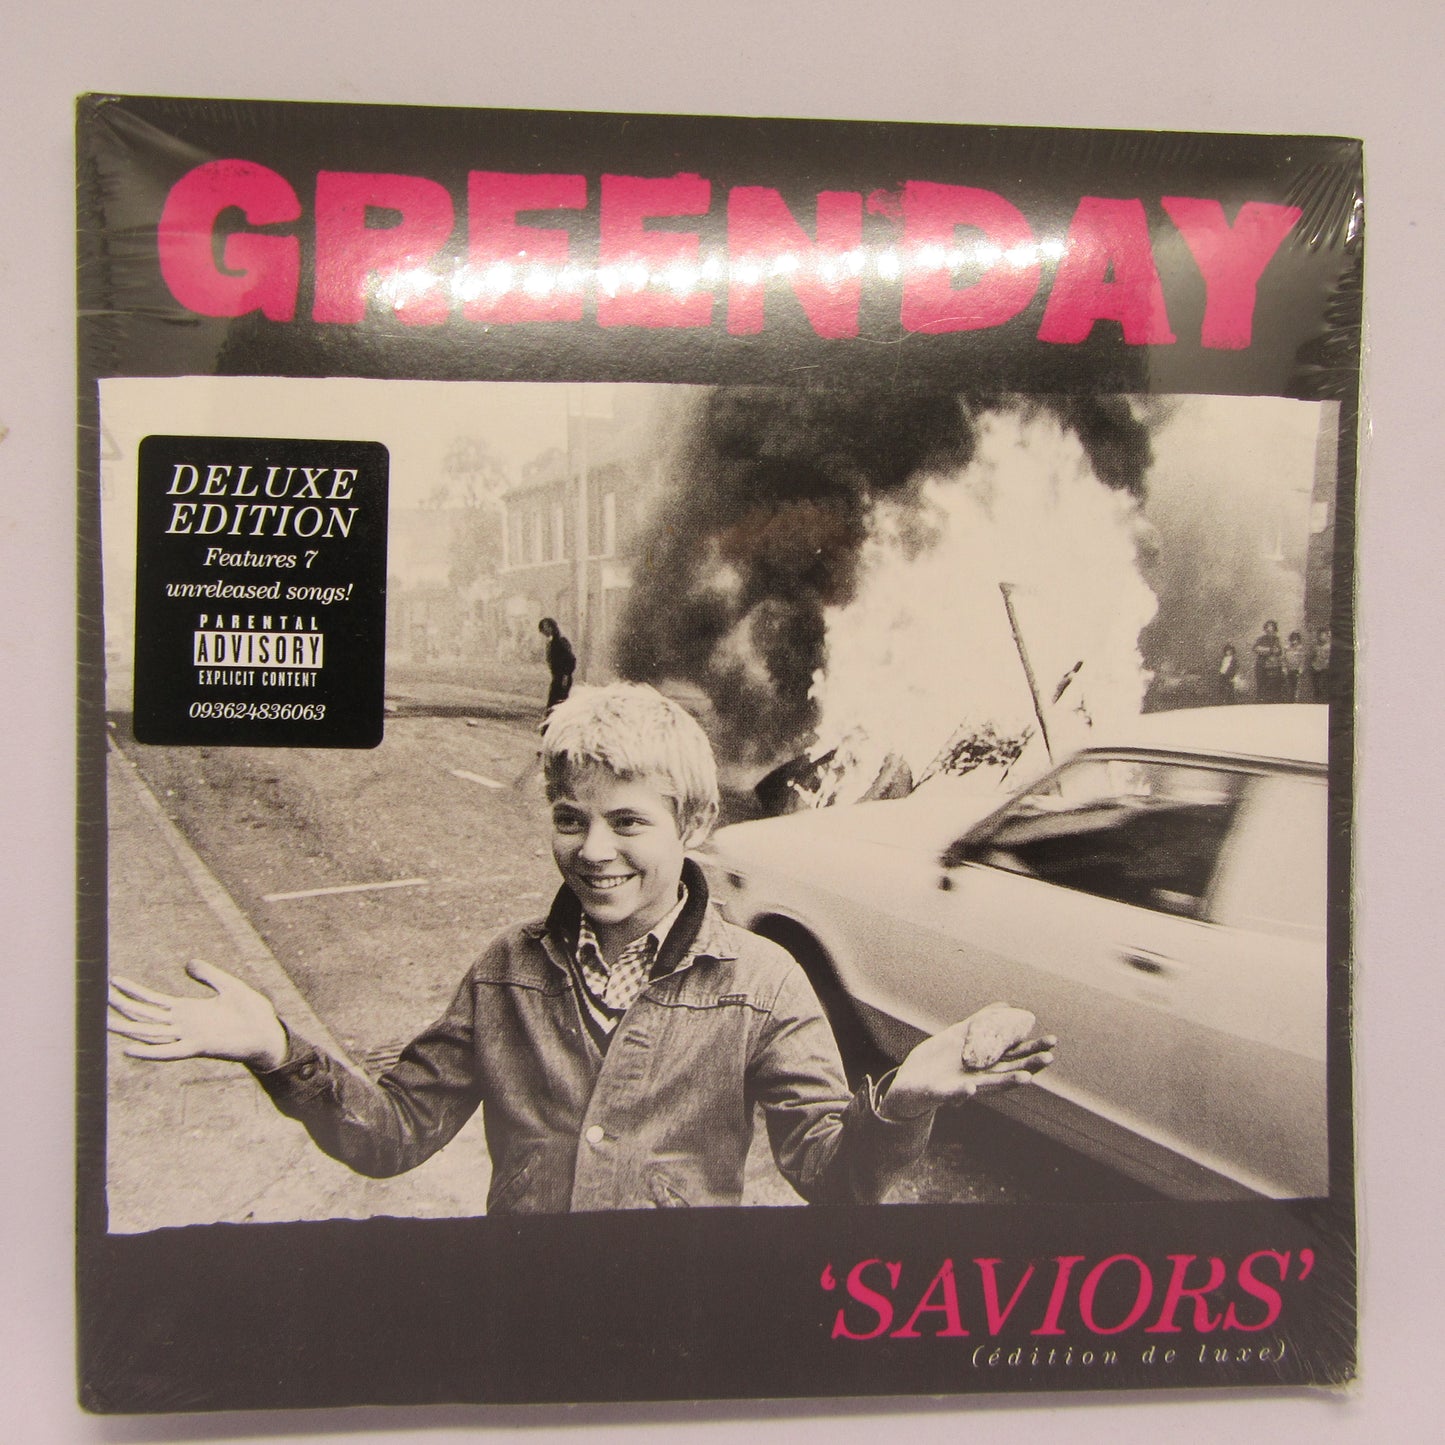 GREEN DAY
DELUXE
EDITION
Features 7
unreleased songs!
PARENTAL
ADVISORY
EXPLICIT CONTENT
093624836063
‘SAVIORS’
(édition de luxe)